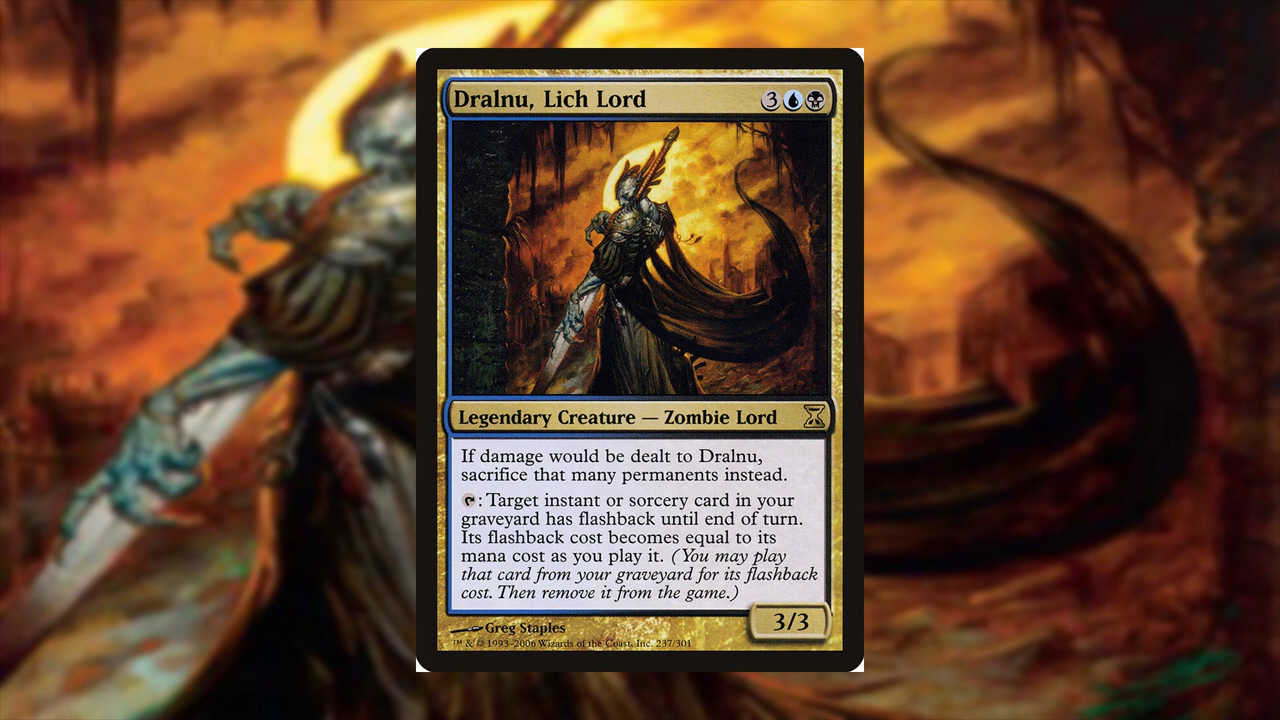 Dralnu, Lich Lord 3
Legendary Creature — Zombie Lord
If damage would be dealt to Dralnu,
sacrifice that many permanents instead.
: Target instant or sorcery card in your
graveyard has flashback until end of turn.
Its flashback cost becomes equal to its
mana cost as you play it. (You may play
that card from your graveyard for its flashback
cost. Then remove it from the game.)
3/3
Greg Staples
™ & © 1993–2006 Wizards of the Coast, Inc. 237/301